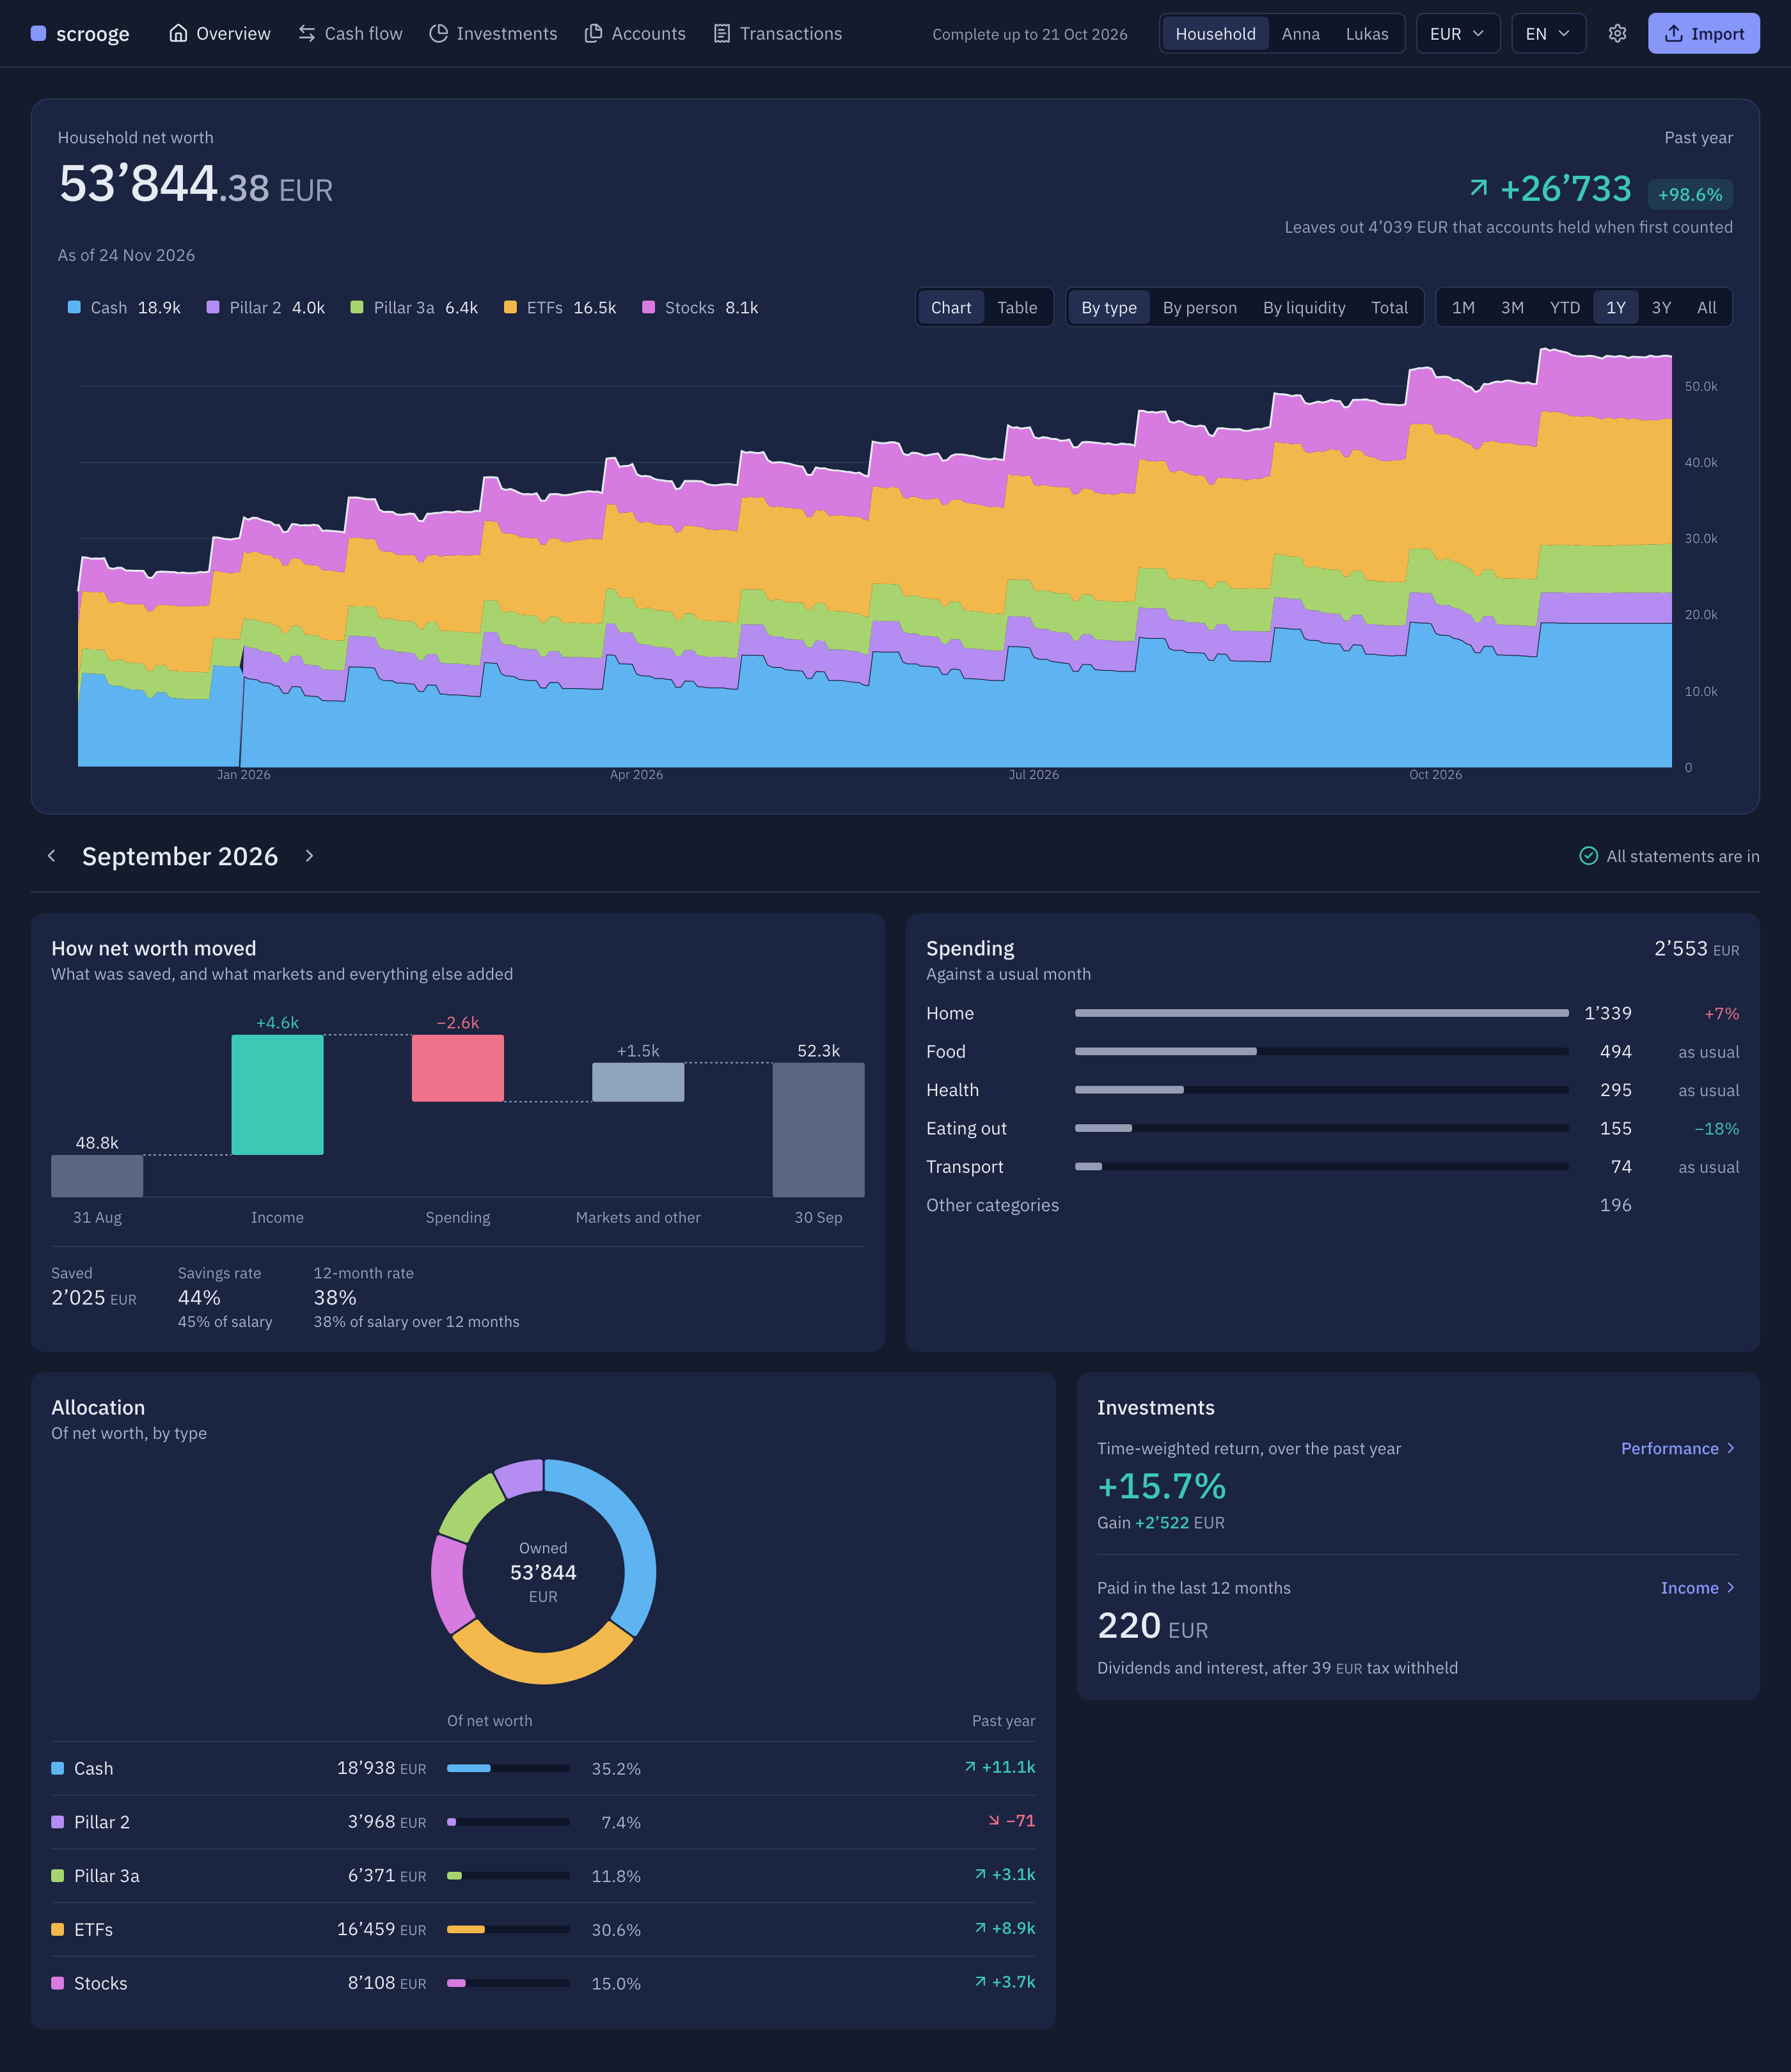 scrooge Overview Cash flow Investments Accounts Transactions Complete up to 21 Oct 2026 Household Anna Lukas EUR EN Import
Household net worth
53’844.38 EUR
As of 24 Nov 2026
Past year
+26’733 +98.6%
Leaves out 4’039 EUR that accounts held when first counted
Cash 18.9k Pillar 2 4.0k Pillar 3a 6.4k ETFs 16.5k Stocks 8.1k
Chart Table By type By person By liquidity Total 1M 3M YTD 1Y 3Y All
50.0k
40.0k
30.0k
20.0k
10.0k
0
Jan 2026 Apr 2026 Jul 2026 Oct 2026
September 2026 All statements are in
How net worth moved
What was saved, and what markets and everything else added
48.8k +4.6k −2.6k +1.5k 52.3k
31 Aug Income Spending Markets and other 30 Sep
Saved
2’025 EUR
Savings rate
44%
45% of salary
12-month rate
38%
38% of salary over 12 months
Spending 2’553 EUR
Against a usual month
Home 1’339 +7%
Food 494 as usual
Health 295 as usual
Eating out 155 −18%
Transport 74 as usual
Other categories 196
Allocation
Of net worth, by type
Owned
53’844
EUR
Of net worth Past year
Cash 18’938 EUR 35.2% +11.1k
Pillar 2 3’968 EUR 7.4% −71
Pillar 3a 6’371 EUR 11.8% +3.1k
ETFs 16’459 EUR 30.6% +8.9k
Stocks 8’108 EUR 15.0% +3.7k
Investments
Time-weighted return, over the past year Performance
+15.7%
Gain +2’522 EUR
Paid in the last 12 months Income
220 EUR
Dividends and interest, after 39 EUR tax withheld